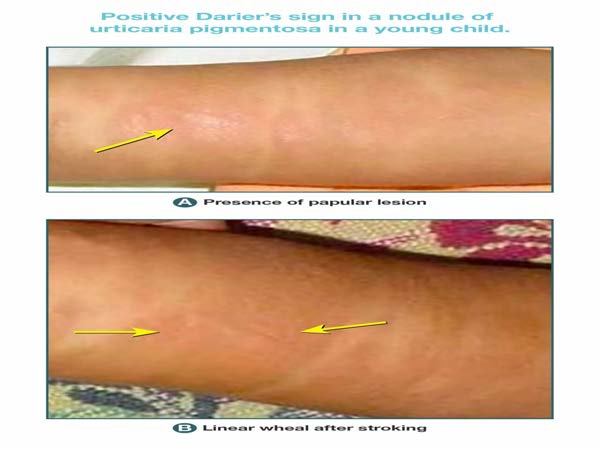 Positive Darier's sign in a nodule of
urticaria pigmentosa in a young child.
A Presence of papular lesion
B Linear wheal after stroking